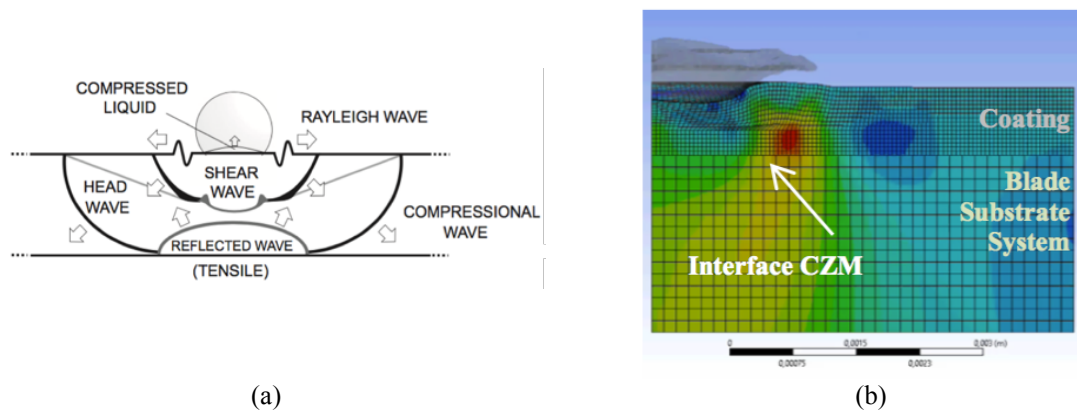 COMPRESSED
LIQUID
RAYLEIGH WAVE
SHEAR
WAVE
HEAD
WAVE
COMPRESSIONAL
WAVE
REFLECTED WAVE
(TENSILE)
(a)
Coating
Blade
Substrate
System
Interface CZM
0
0,0015
0,003 (m)
0,00075
0,0023
(b)